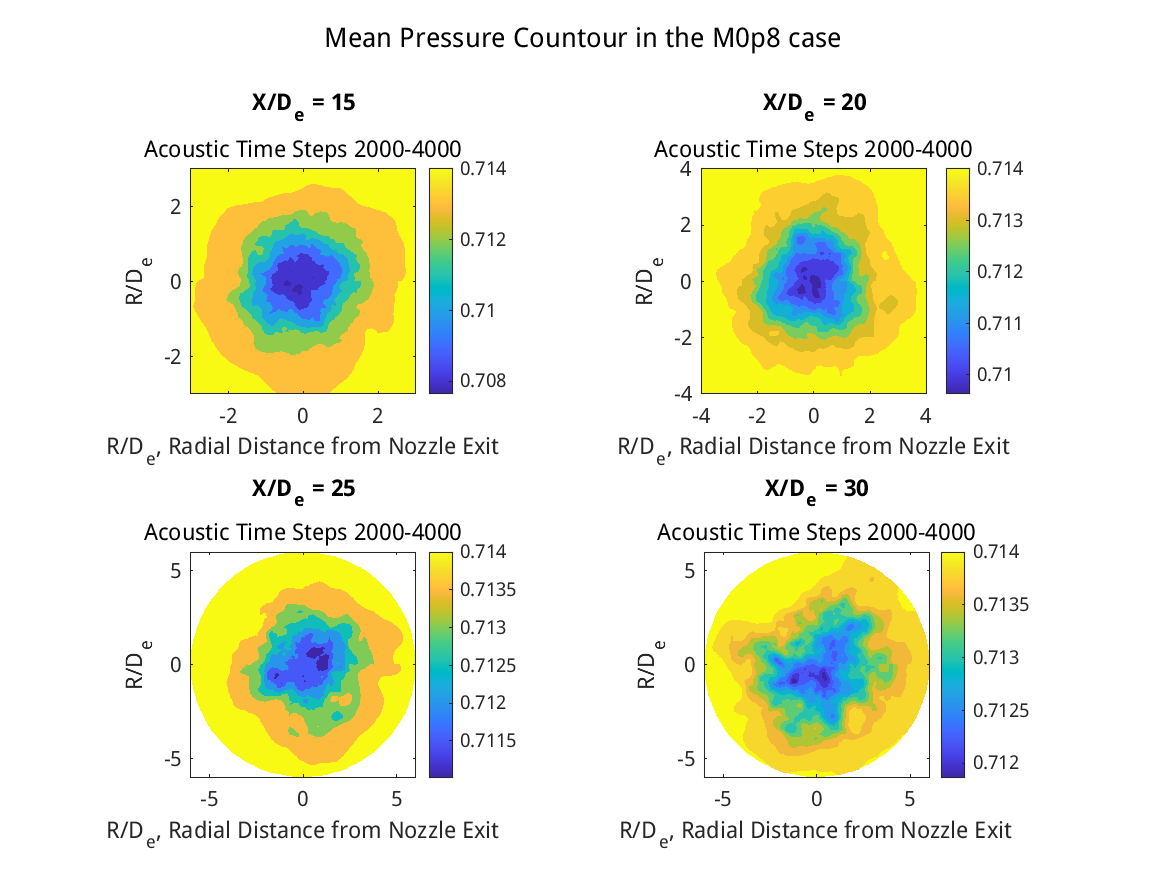 Mean Pressure Countour in the M0p8 case
X/De = 15
Acoustic Time Steps 2000-4000
2
0
-2
R/De
-2 0 2
R/De, Radial Distance from Nozzle Exit
0.714
0.712
0.71
0.708
X/De = 20
Acoustic Time Steps 2000-4000
4
2
0
-2
-4
R/De
-4 -2 0 2 4
R/De, Radial Distance from Nozzle Exit
0.714
0.713
0.712
0.711
0.71
X/De = 25
Acoustic Time Steps 2000-4000
5
0
-5
R/De
-5 0 5
R/De, Radial Distance from Nozzle Exit
0.714
0.7135
0.713
0.7125
0.712
0.7115
X/De = 30
Acoustic Time Steps 2000-4000
5
0
-5
R/De
-5 0 5
R/De, Radial Distance from Nozzle Exit
0.714
0.7135
0.713
0.7125
0.712